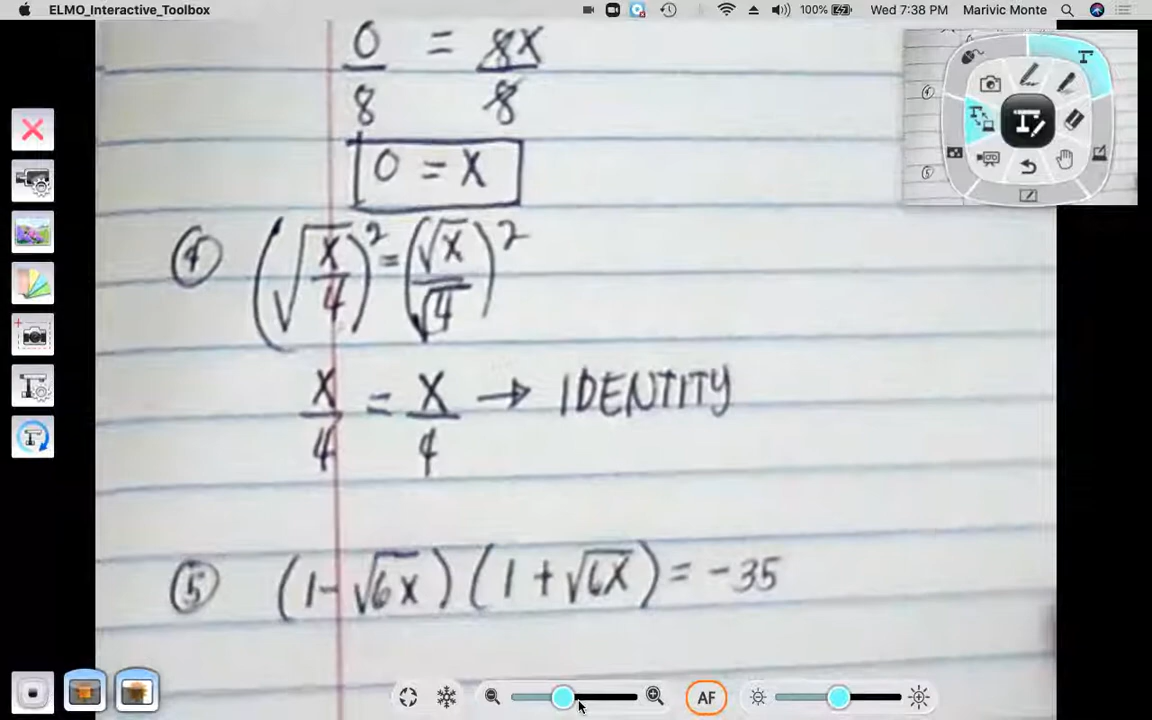 ELMO_Interactive_Toolbox 100% Wed 7:38 PM Marivic Monte
0/8 = 8x/8
0 = x
④ (√(x/4))² = (√x/√4)²
x/4 = x/4 → IDENTITY
⑤ (1-√6x)(1+√6x) = -35
AF